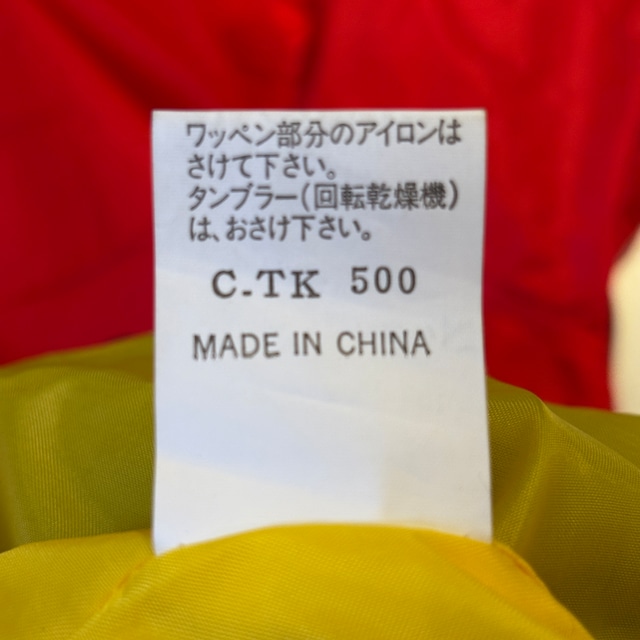 ワッペン部分のアイロンは
さけて下さい。
タンブラー(回転乾燥機)
は、おさけ下さい。
C.TK 500
MADE IN CHINA